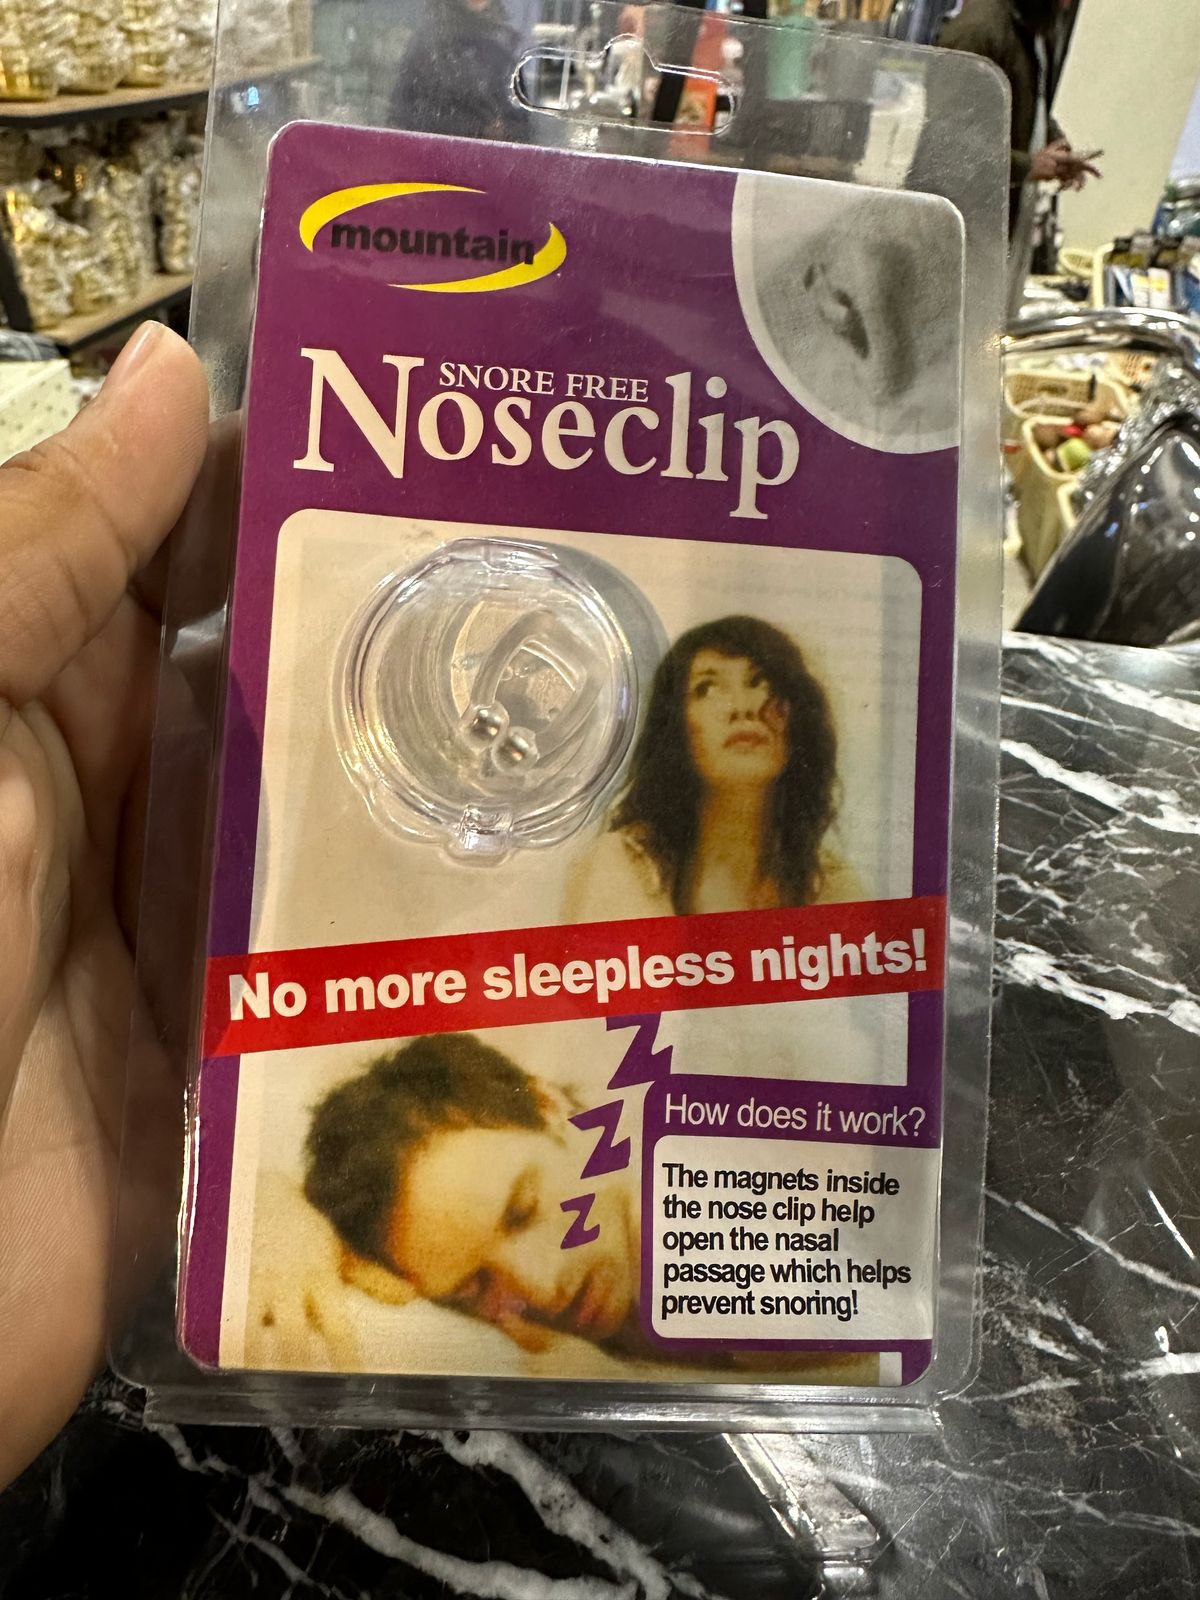 mountain
SNORE FREE
Noseclip
No more sleepless nights!
z
z
z
How does it work?
The magnets inside
the nose clip help
open the nasal
passage which helps
prevent snoring!